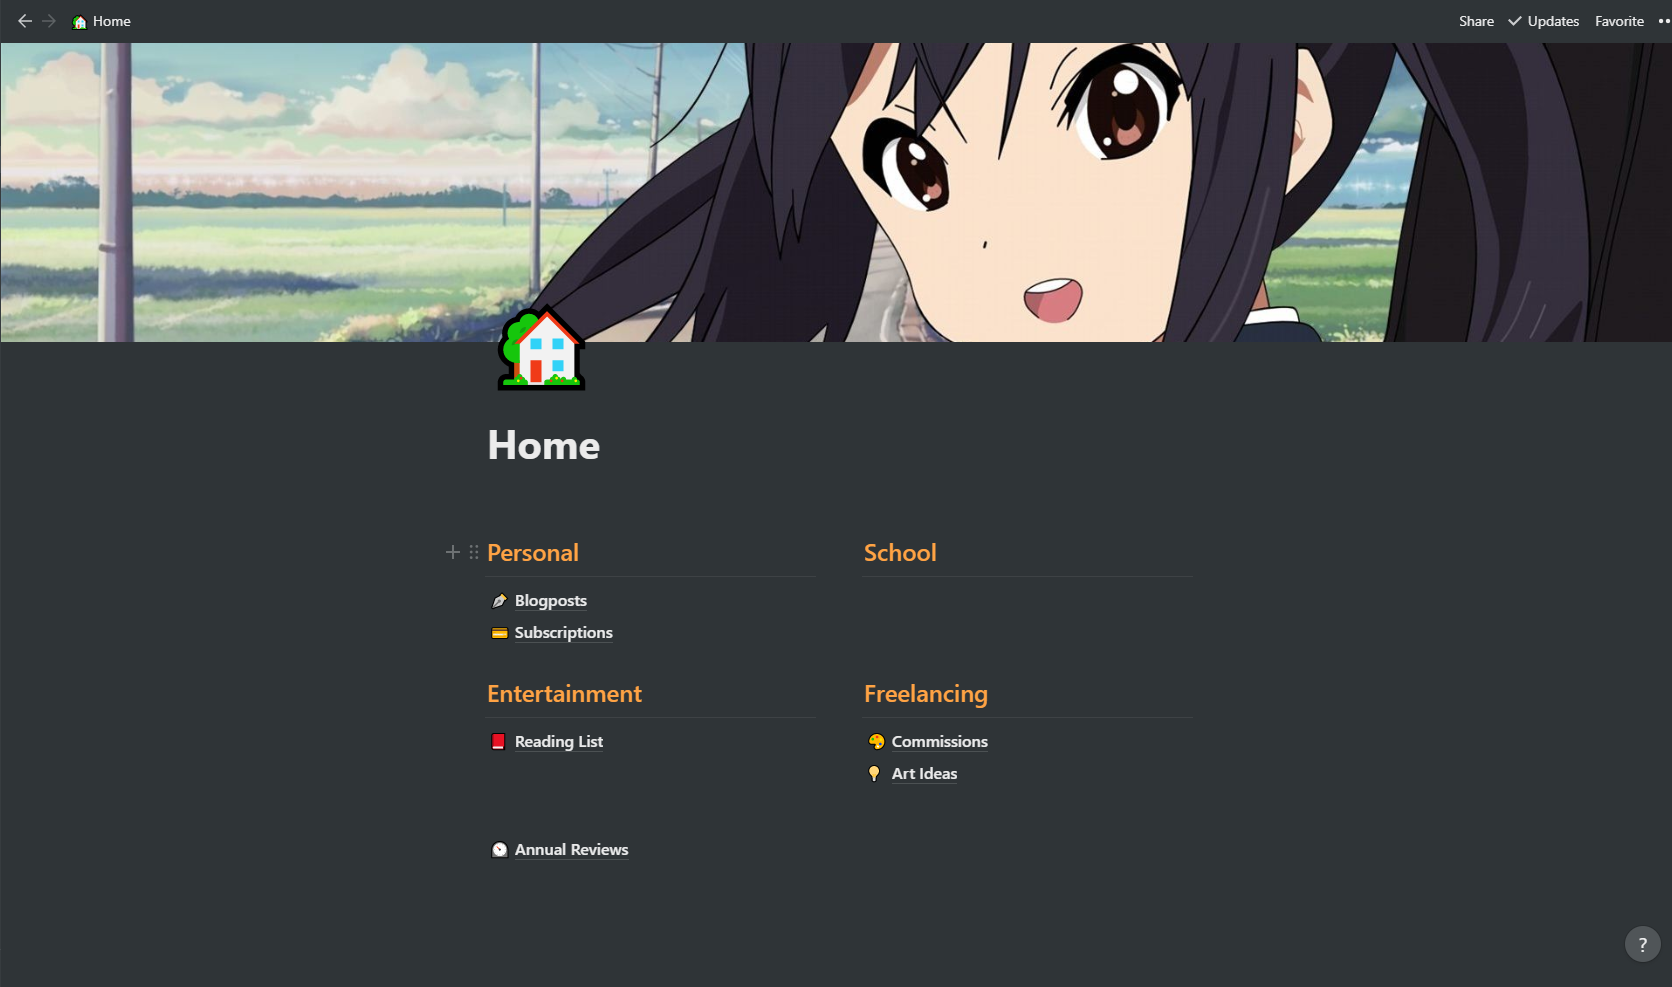 Home
Share
Updates
Favorite
Home
Personal
Blogposts
Subscriptions
School
Entertainment
Reading List
Freelancing
Commissions
Art Ideas
Annual Reviews
?